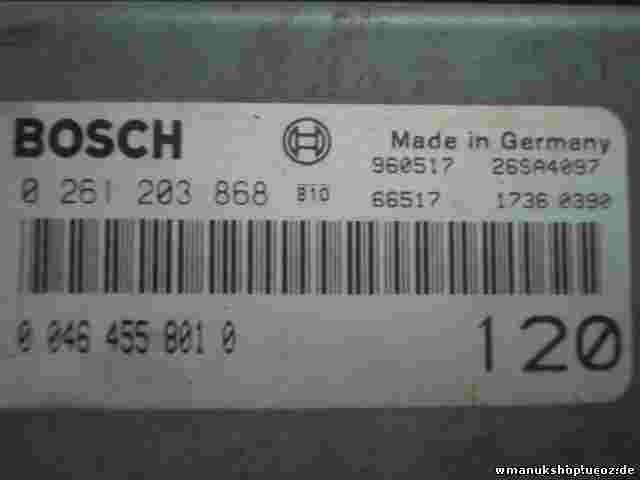 BOSCH Made in Germany
960517 26SA4097
0 261 203 868 B10 66517 1736 0390
0 046 455 801 0 120
wmanukshop.ucoz.de